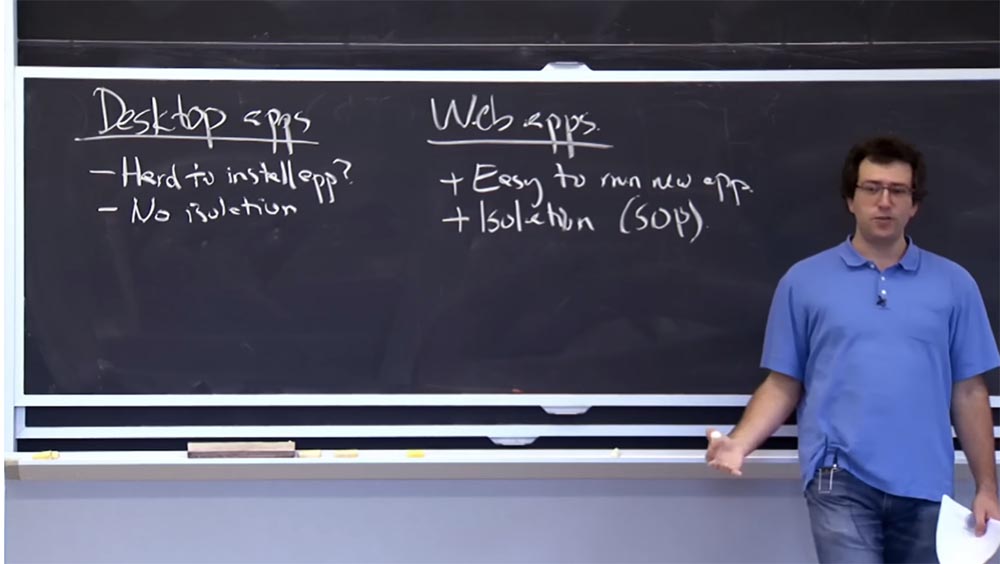 Desktop apps
- Hard to install app?
- No isolation
Web apps.
+ Easy to run new app.
+ Isolation (SOP).